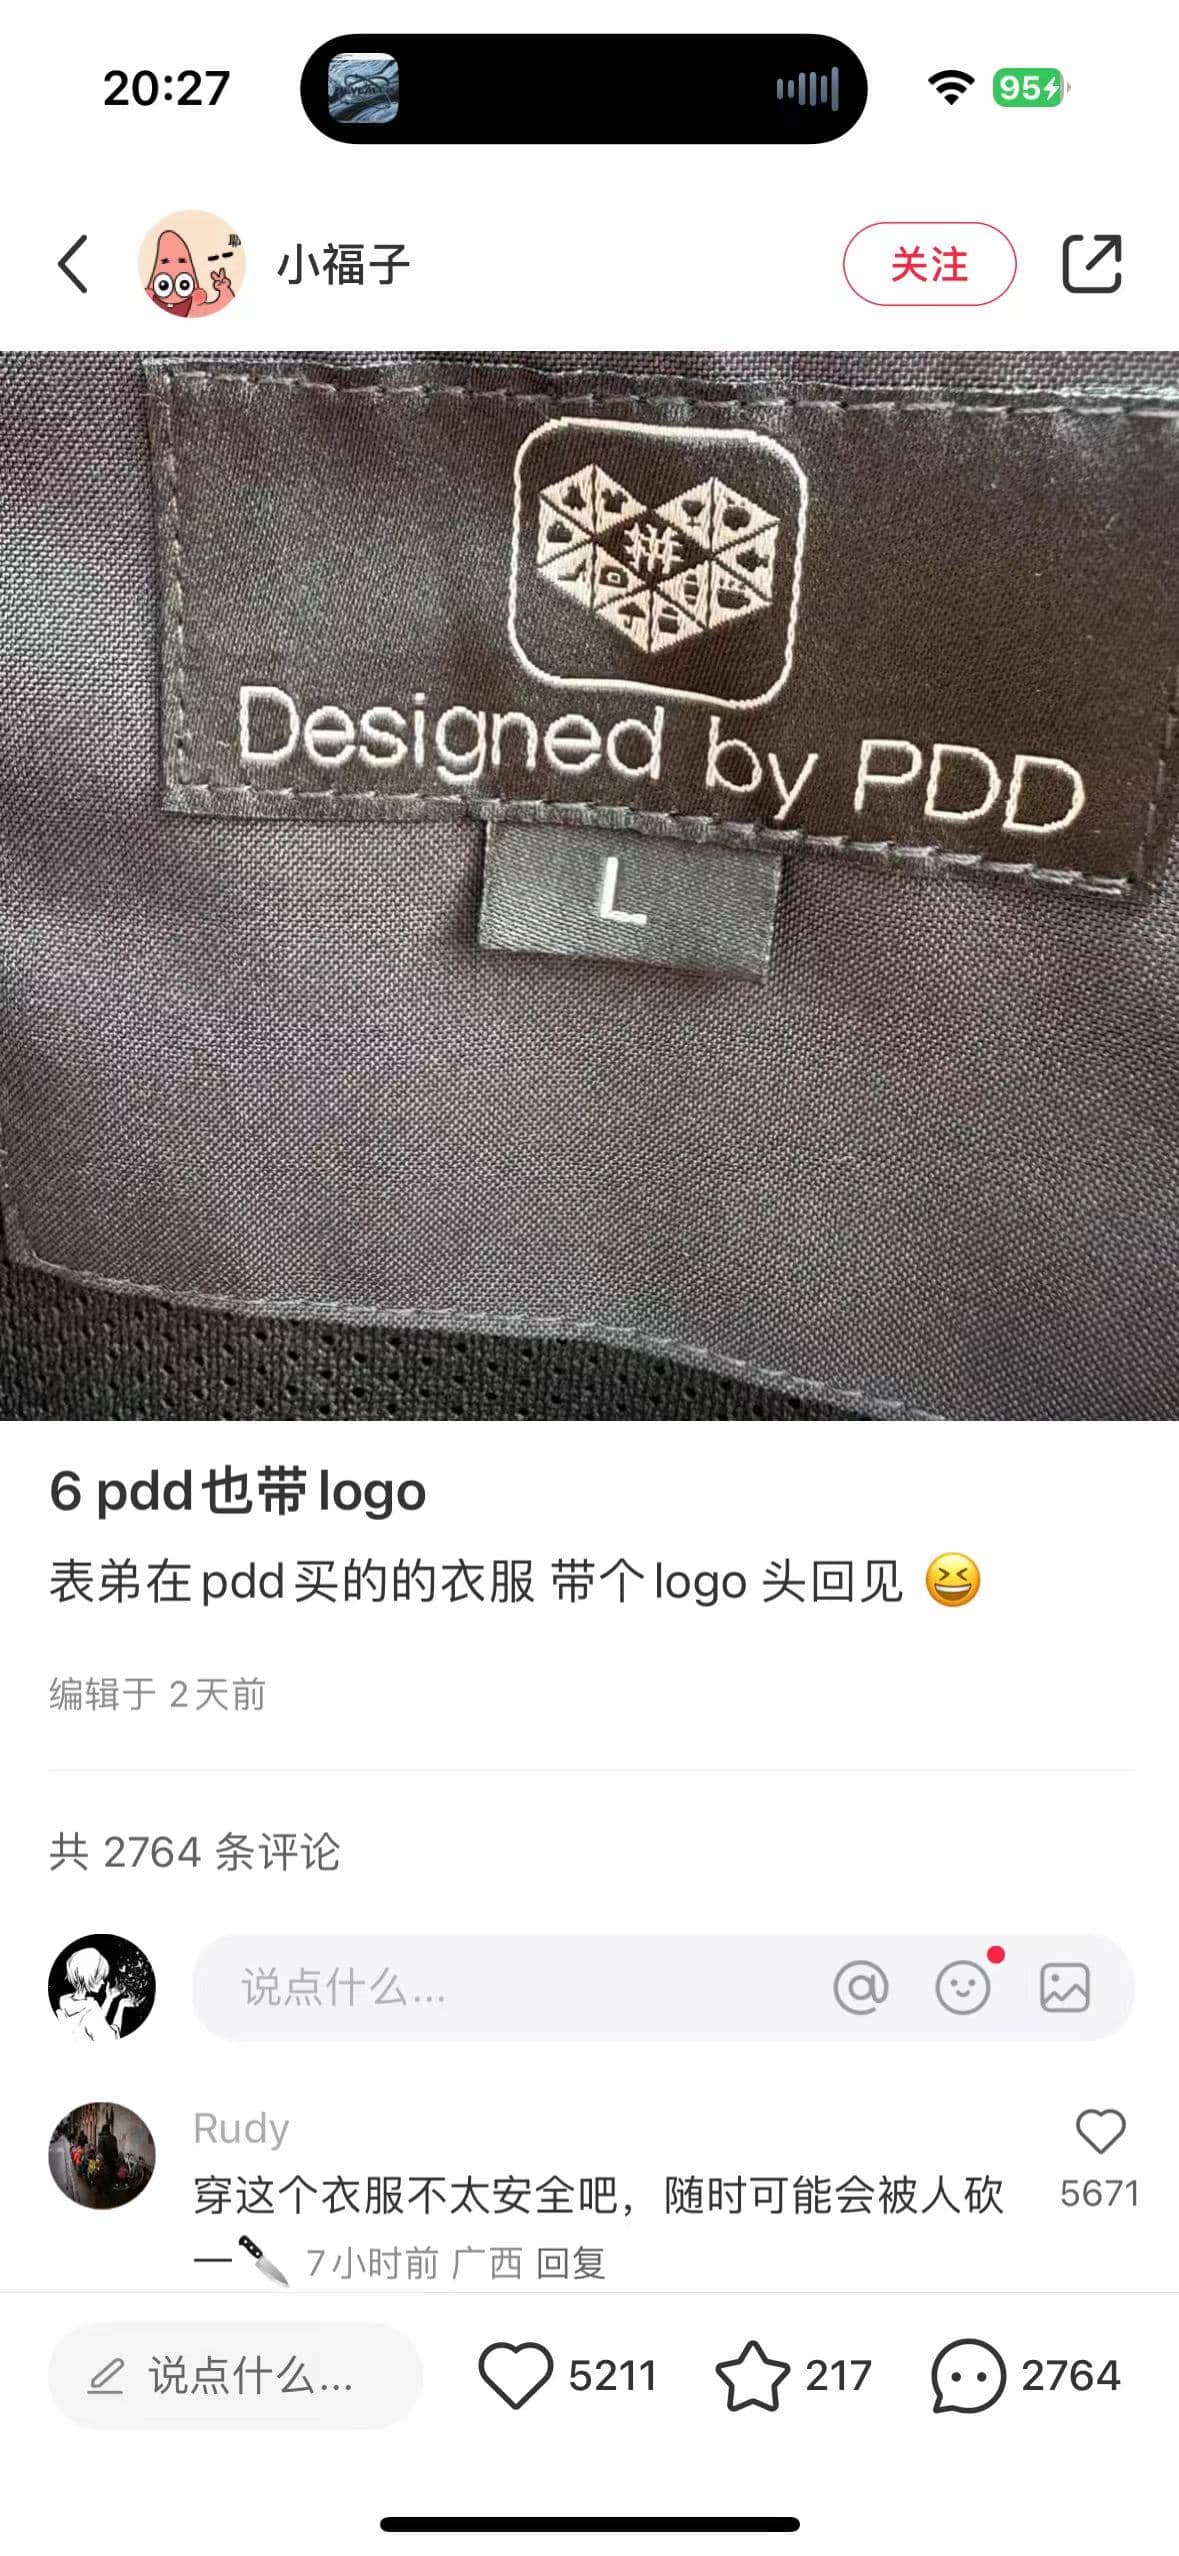 20:27
95
小福子
关注
拼
Designed by PDD
L
6 pdd也带logo
表弟在pdd买的的衣服 带个logo 头回见 😆
编辑于 2天前
共 2764 条评论
说点什么...
Rudy
穿这个衣服不太安全吧，随时可能会被人砍
一🔪 7小时前 广西 回复
5671
说点什么...
5211
217
2764